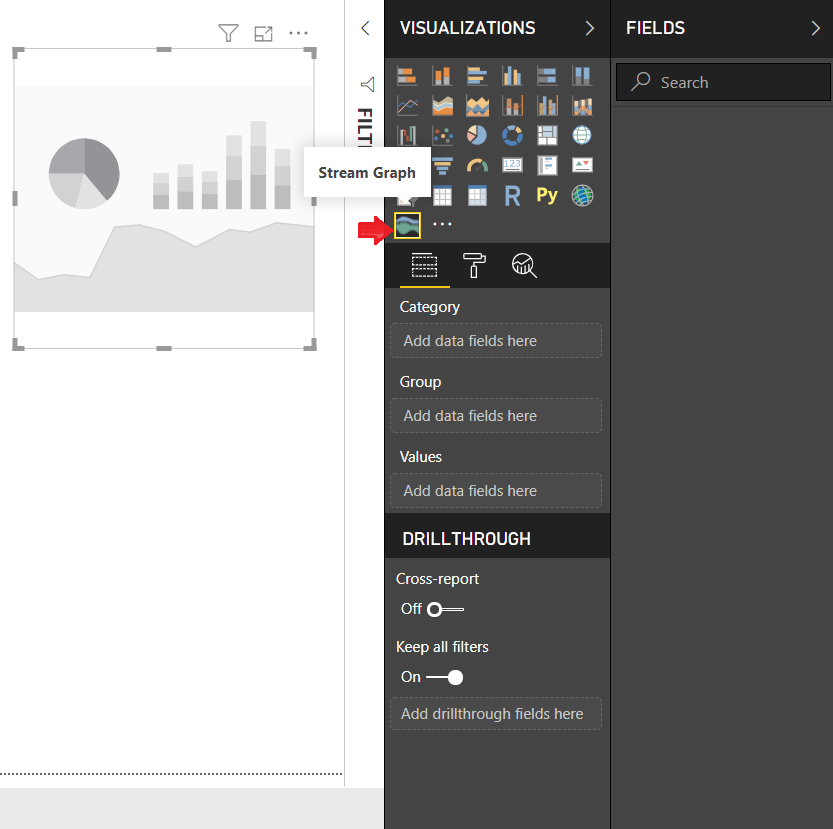 VISUALIZATIONS
FIELDS
Search
FILT
Stream Graph
123
R
Py
Category
Add data fields here
Group
Add data fields here
Values
Add data fields here
DRILLTHROUGH
Cross-report
Off
Keep all filters
On
Add drillthrough fields here